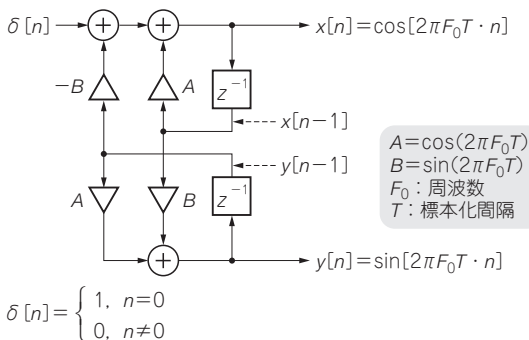 δ[n]
x[n]=cos[2πF₀T・n]
−B
A
z⁻¹
x[n−1]
y[n−1]
A
B
z⁻¹
A=cos(2πF₀T)
B=sin(2πF₀T)
F₀：周波数
T：標本化間隔
y[n]=sin[2πF₀T・n]
δ[n]={ 1, n=0
0, n≠0